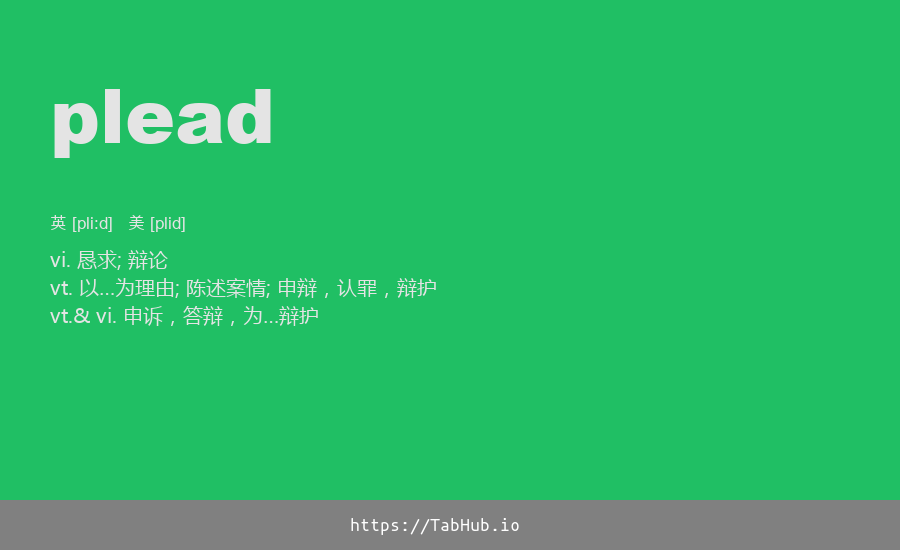 plead
英 [pli:d] 美 [plid]
vi. 恳求; 辩论
vt. 以...为理由; 陈述案情; 申辩，认罪，辩护
vt.& vi. 申诉，答辩，为...辩护
https://TabHub.io